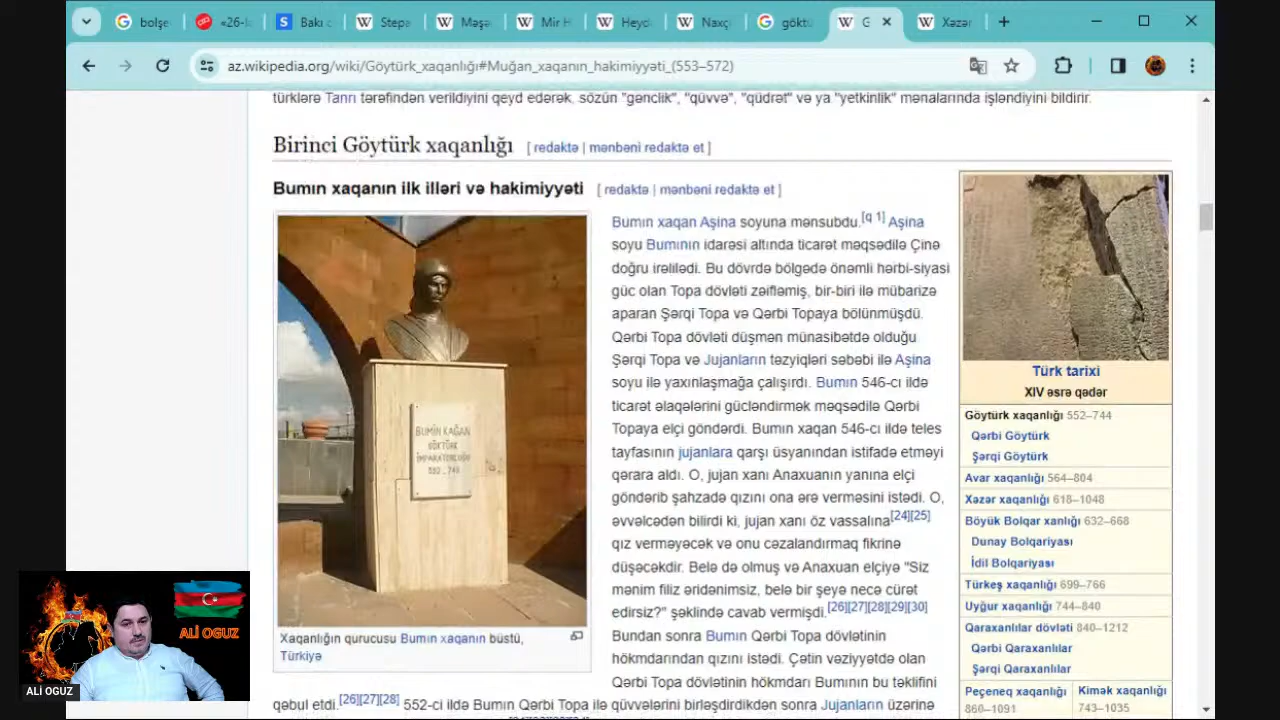 bolşe
«26-l
Bakı
Stepa
Məşə
Mir H
Heyd
Naxç
göktü
G
Xəzər
az.wikipedia.org/wiki/Göytürk_xaqanlığı#Muğan_xaqanın_hakimiyyəti_(553–572)
türklərə Tanrı tərəfindən verildiyini qeyd edərək, sözün "gənclik", "qüvvə", "qüdrət" və ya "yetkinlik" mənalarında işləndiyini bildirir.
Birinci Göytürk xaqanlığı [ redaktə | mənbəni redaktə et ]
Bumın xaqanın ilk illəri və hakimiyyəti [ redaktə | mənbəni redaktə et ]
BUMİN KAĞAN
GÖKTÜRK
İMPARATORLUĞU
552 - 743
Xaqanlığın qurucusu Bumın xaqanın büstü,
Türkiyə
Bumın xaqan Aşina soyuna mənsubdu.[q 1] Aşina
soyu Bumının idarəsi altında ticarət məqsədilə Çinə
doğru irəlilədi. Bu dövrdə bölgədə önəmli hərbi-siyasi
güc olan Topa dövləti zəifləmiş, bir-biri ilə mübarizə
aparan Şərqi Topa və Qərbi Topaya bölünmüşdü.
Qərbi Topa dövləti düşmən münasibətdə olduğu
Şərqi Topa və Jujanların təzyiqləri səbəbi ilə Aşina
soyu ilə yaxınlaşmağa çalışırdı. Bumın 546-cı ildə
ticarət əlaqələrini gücləndirmək məqsədilə Qərbi
Topaya elçi göndərdi. Bumın xaqan 546-cı ildə teles
tayfasının jujanlara qarşı üsyanından istifadə etməyi
qərara aldı. O, jujan xanı Anaxuanın yanına elçi
göndərib şahzadə qızını ona ərə verməsini istədi. O,
əvvəlcədən bilirdi ki, jujan xanı öz vassalına[24][25]
qız verməyəcək və onu cəzalandırmaq fikrinə
düşəcəkdir. Belə də olmuş və Anaxuan elçiyə "Siz
mənim filiz əridənimsiz, belə bir şeyə necə cürət
edirsiz?" şəklində cavab vermişdi.[26][27][28][29][30]
Bundan sonra Bumın Qərbi Topa dövlətinin
hökmdarından qızını istədi. Çətin vəziyyətdə olan
Qərbi Topa dövlətinin hökmdarı Bumının bu təklifini
qəbul etdi.[26][27][28] 552-ci ildə Bumın Qərbi Topa ilə qüvvələrini birləşdirdikdən sonra Jujanların üzərinə
Türk tarixi
XIV əsrə qədər
Göytürk xaqanlığı 552–744
Qərbi Göytürk
Şərqi Göytürk
Avar xaqanlığı 564–804
Xəzər xaqanlığı 618–1048
Böyük Bolqar xanlığı 632–668
Dunay Bolqariyası
İdil Bolqariyası
Türkeş xaqanlığı 699–766
Uyğur xaqanlığı 744–840
Qaraxanlılar dövləti 840–1212
Qərbi Qaraxanlılar
Şərqi Qaraxanlılar
Peçeneq xaqanlığı
860–1091
Kimək xaqanlığı
743–1035
ALİ OGUZ
ALİ OGUZ